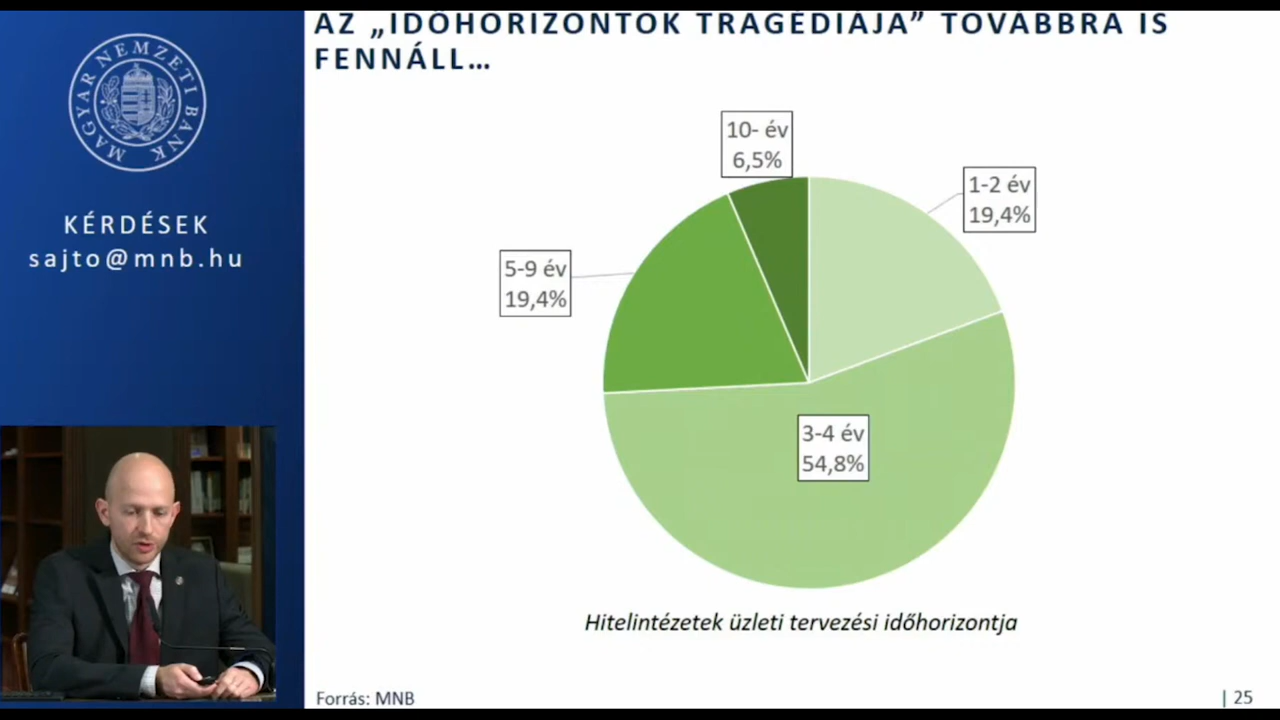 MAGYAR NEMZETI BANK
KÉRDÉSEK
sajto@mnb.hu
AZ „IDŐHORIZONTOK TRAGÉDIÁJA” TOVÁBBRA IS
FENNÁLL…
10- év
6,5%
1-2 év
19,4%
5-9 év
19,4%
3-4 év
54,8%
Hitelintézetek üzleti tervezési időhorizontja
Forrás: MNB
| 25